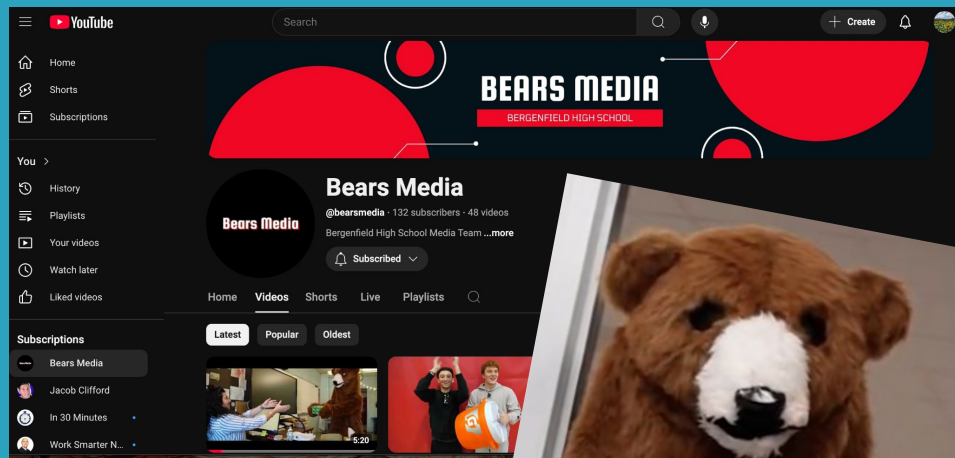 YouTube
Search
Create
Home
Shorts
Subscriptions
You
History
Playlists
Your videos
Watch later
Liked videos
Subscriptions
Bears Media
Jacob Clifford
In 30 Minutes
Work Smarter N...
BEARS MEDIA
BERGENFIELD HIGH SCHOOL
Bears Media
Bears Media
@bearsmedia · 132 subscribers · 48 videos
Bergenfield High School Media Team ...more
Subscribed
Home Videos Shorts Live Playlists
Latest Popular Oldest
5:20